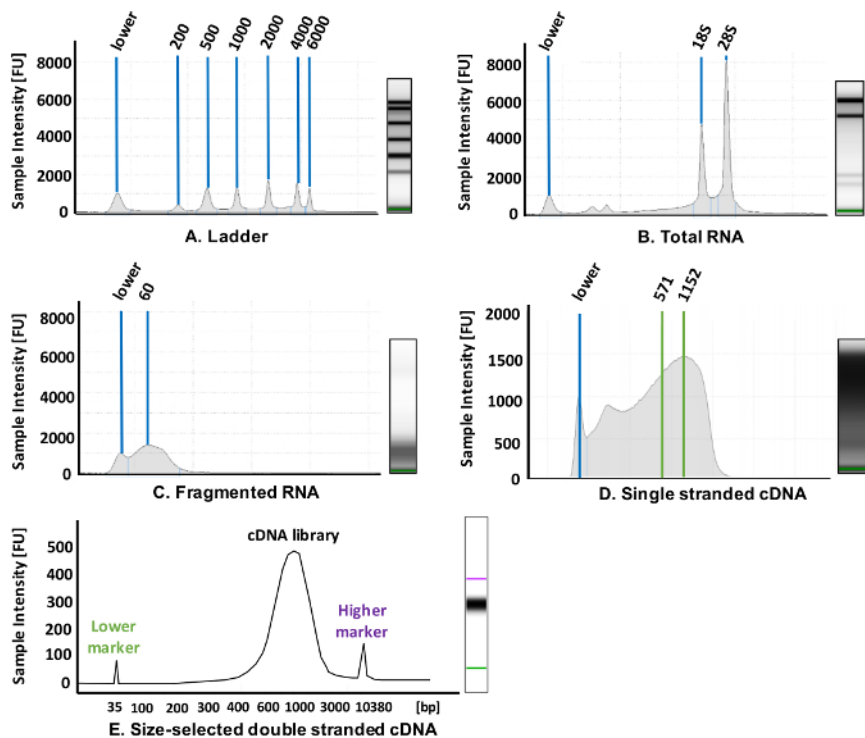 lower 200 500 1000 2000 4000 6000
Sample Intensity [FU]
8000
6000
4000
2000
0
A. Ladder
lower 18S 28S
Sample Intensity [FU]
8000
6000
4000
2000
0
B. Total RNA
lower 60
Sample Intensity [FU]
8000
6000
4000
2000
0
C. Fragmented RNA
lower 571 1152
Sample Intensity [FU]
2000
1500
1000
500
0
D. Single stranded cDNA
Sample Intensity [FU]
500
400
300
200
100
0
cDNA library
Lower
marker
Higher
marker
35 100 200 300 400 600 1000 3000 10380 [bp]
E. Size-selected double stranded cDNA